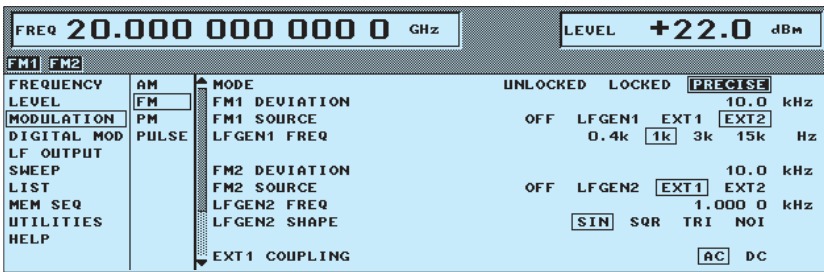 FREQ 20.000 000 000 0 GHz LEVEL +22.0 dBm
FM1 FM2
FREQUENCY AM MODE UNLOCKED LOCKED PRECISE
LEVEL FM FM1 DEVIATION 10.0 kHz
MODULATION PM FM1 SOURCE OFF LFGEN1 EXT1 EXT2
DIGITAL MOD PULSE LFGEN1 FREQ 0.4k 1k 3k 15k Hz
LF OUTPUT
SWEEP FM2 DEVIATION 10.0 kHz
LIST FM2 SOURCE OFF LFGEN2 EXT1 EXT2
MEM SEQ LFGEN2 FREQ 1.000 0 kHz
UTILITIES LFGEN2 SHAPE SIN SQR TRI NOI
HELP
EXT1 COUPLING AC DC